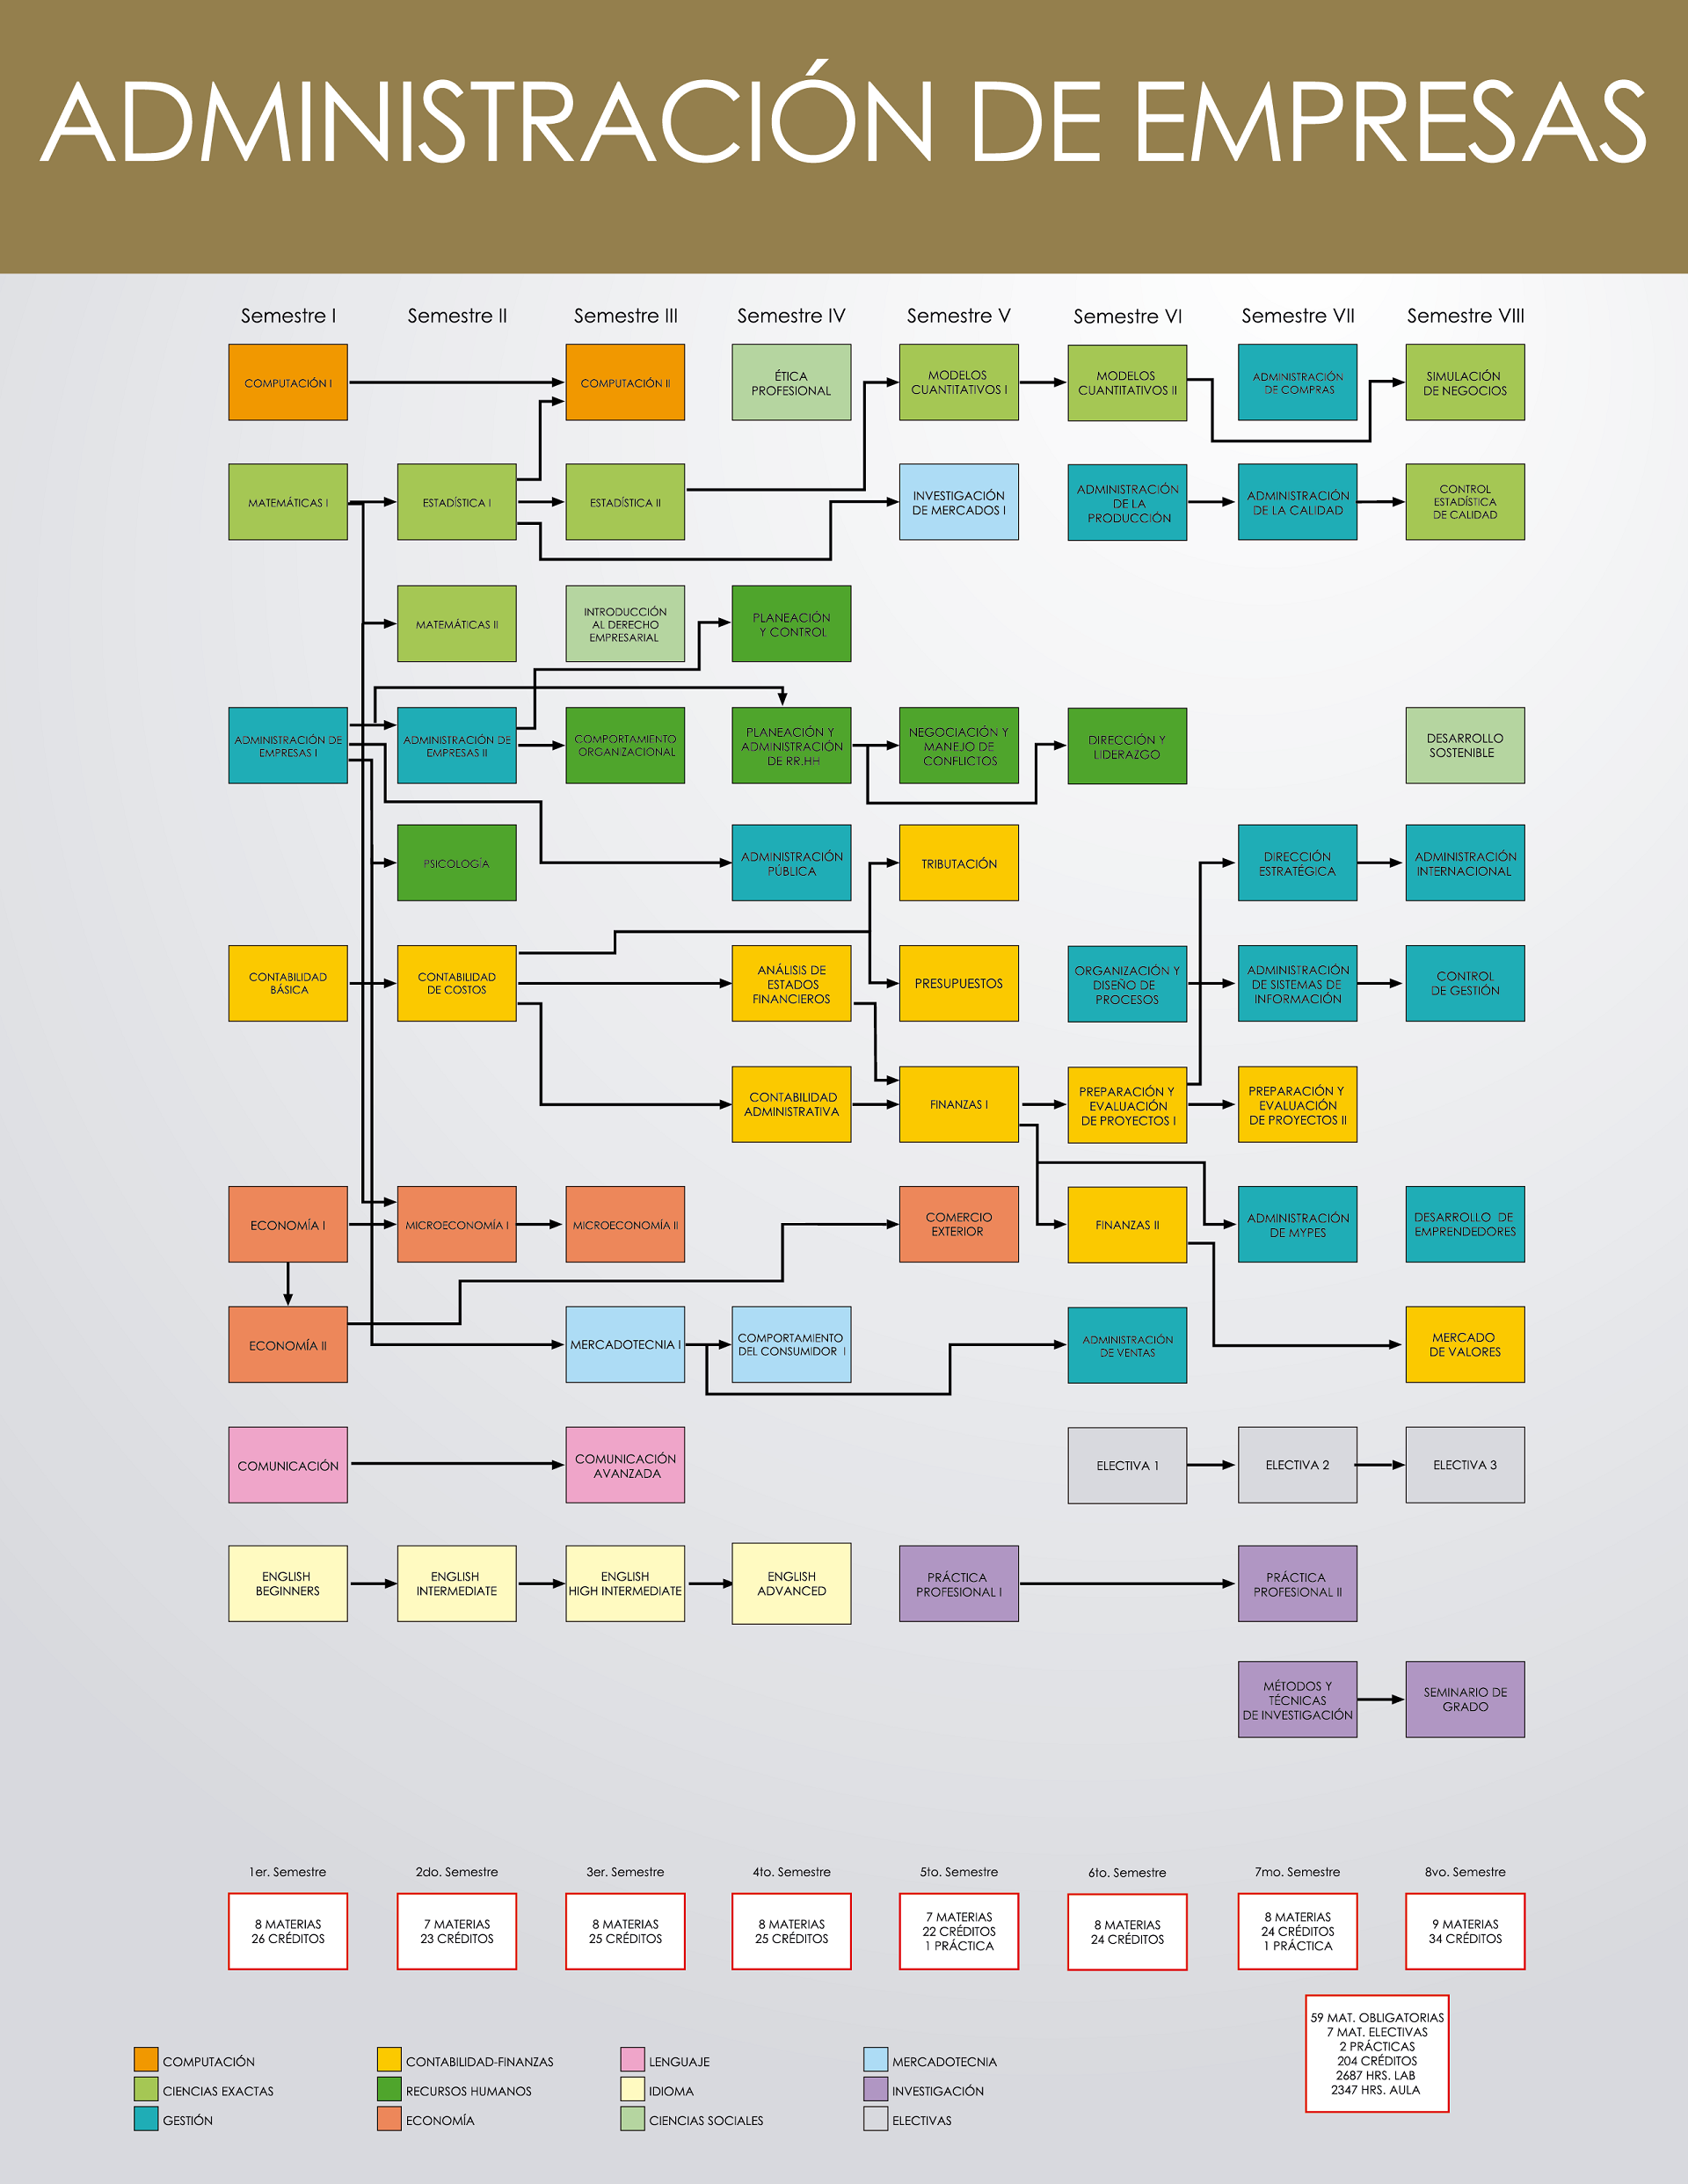 ADMINISTRACIÓN DE EMPRESAS
Semestre I
Semestre II
Semestre III
Semestre IV
Semestre V
Semestre VI
Semestre VII
Semestre VIII
COMPUTACIÓN I
COMPUTACIÓN II
ÉTICA
PROFESIONAL
MODELOS
CUANTITATIVOS I
MODELOS
CUANTITATIVOS II
ADMINISTRACIÓN
DE COMPRAS
SIMULACIÓN
DE NEGOCIOS
MATEMÁTICAS I
ESTADÍSTICA I
ESTADÍSTICA II
INVESTIGACIÓN
DE MERCADOS I
ADMINISTRACIÓN
DE LA
PRODUCCIÓN
ADMINISTRACIÓN
DE LA CALIDAD
CONTROL
ESTADÍSTICA
DE CALIDAD
MATEMÁTICAS II
INTRODUCCIÓN
AL DERECHO
EMPRESARIAL
PLANEACIÓN
Y CONTROL
ADMINISTRACIÓN DE
EMPRESAS I
ADMINISTRACIÓN DE
EMPRESAS II
COMPORTAMIENTO
ORGANIZACIONAL
PLANEACIÓN Y
ADMINISTRACIÓN
DE RR.HH
NEGOCIACIÓN Y
MANEJO DE
CONFLICTOS
DIRECCIÓN Y
LIDERAZGO
DESARROLLO
SOSTENIBLE
PSICOLOGÍA
ADMINISTRACIÓN
PÚBLICA
TRIBUTACIÓN
DIRECCIÓN
ESTRATÉGICA
ADMINISTRACIÓN
INTERNACIONAL
CONTABILIDAD
BÁSICA
CONTABILIDAD
DE COSTOS
ANÁLISIS DE
ESTADOS
FINANCIEROS
PRESUPUESTOS
ORGANIZACIÓN Y
DISEÑO DE
PROCESOS
ADMINISTRACIÓN
DE SISTEMAS DE
INFORMACIÓN
CONTROL
DE GESTIÓN
CONTABILIDAD
ADMINISTRATIVA
FINANZAS I
PREPARACIÓN Y
EVALUACIÓN
DE PROYECTOS I
PREPARACIÓN Y
EVALUACIÓN
DE PROYECTOS II
ECONOMÍA I
MICROECONOMÍA I
MICROECONOMÍA II
COMERCIO
EXTERIOR
FINANZAS II
ADMINISTRACIÓN
DE MYPES
DESARROLLO DE
EMPRENDEDORES
ECONOMÍA II
MERCADOTECNIA I
COMPORTAMIENTO
DEL CONSUMIDOR I
ADMINISTRACIÓN
DE VENTAS
MERCADO
DE VALORES
COMUNICACIÓN
COMUNICACIÓN
AVANZADA
ELECTIVA 1
ELECTIVA 2
ELECTIVA 3
ENGLISH
BEGINNERS
ENGLISH
INTERMEDIATE
ENGLISH
HIGH INTERMEDIATE
ENGLISH
ADVANCED
PRÁCTICA
PROFESIONAL I
PRÁCTICA
PROFESIONAL II
MÉTODOS Y
TÉCNICAS
DE INVESTIGACIÓN
SEMINARIO DE
GRADO
1er. Semestre
2do. Semestre
3er. Semestre
4to. Semestre
5to. Semestre
6to. Semestre
7mo. Semestre
8vo. Semestre
8 MATERIAS
26 CRÉDITOS
7 MATERIAS
23 CRÉDITOS
8 MATERIAS
25 CRÉDITOS
8 MATERIAS
25 CRÉDITOS
7 MATERIAS
22 CRÉDITOS
1 PRÁCTICA
8 MATERIAS
24 CRÉDITOS
8 MATERIAS
24 CRÉDITOS
1 PRÁCTICA
9 MATERIAS
34 CRÉDITOS
59 MAT. OBLIGATORIAS
7 MAT. ELECTIVAS
2 PRÁCTICAS
204 CRÉDITOS
2687 HRS. LAB
2347 HRS. AULA
COMPUTACIÓN
CIENCIAS EXACTAS
GESTIÓN
CONTABILIDAD-FINANZAS
RECURSOS HUMANOS
ECONOMÍA
LENGUAJE
IDIOMA
CIENCIAS SOCIALES
MERCADOTECNIA
INVESTIGACIÓN
ELECTIVAS